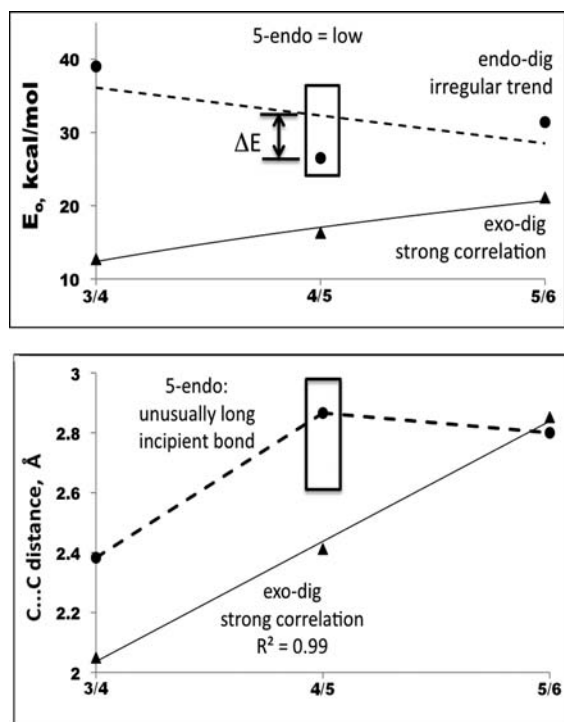 5-endo = low
endo-dig
irregular trend
ΔE
exo-dig
strong correlation
Eₒ, kcal/mol
40
30
20
10
3/4
4/5
5/6
5-endo:
unusually long
incipient bond
exo-dig
strong correlation
R² = 0.99
C...C distance, Å
3
2.8
2.6
2.4
2.2
2
3/4
4/5
5/6